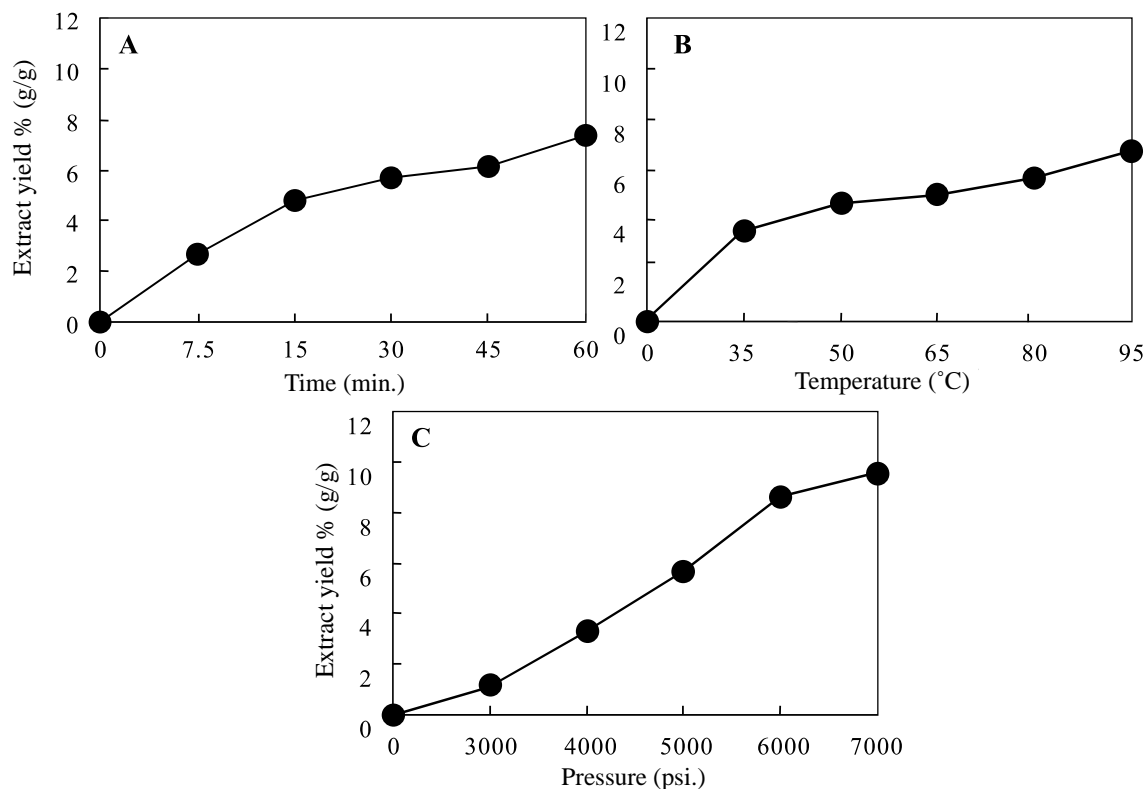 A
Extract yield % (g/g)
12
10
8
6
4
2
0
0 7.5 15 30 45 60
Time (min.)
B
12
10
8
6
4
2
0
0 35 50 65 80 95
Temperature (˚C)
C
Extract yield % (g/g)
12
10
8
6
4
2
0
0 3000 4000 5000 6000 7000
Pressure (psi.)